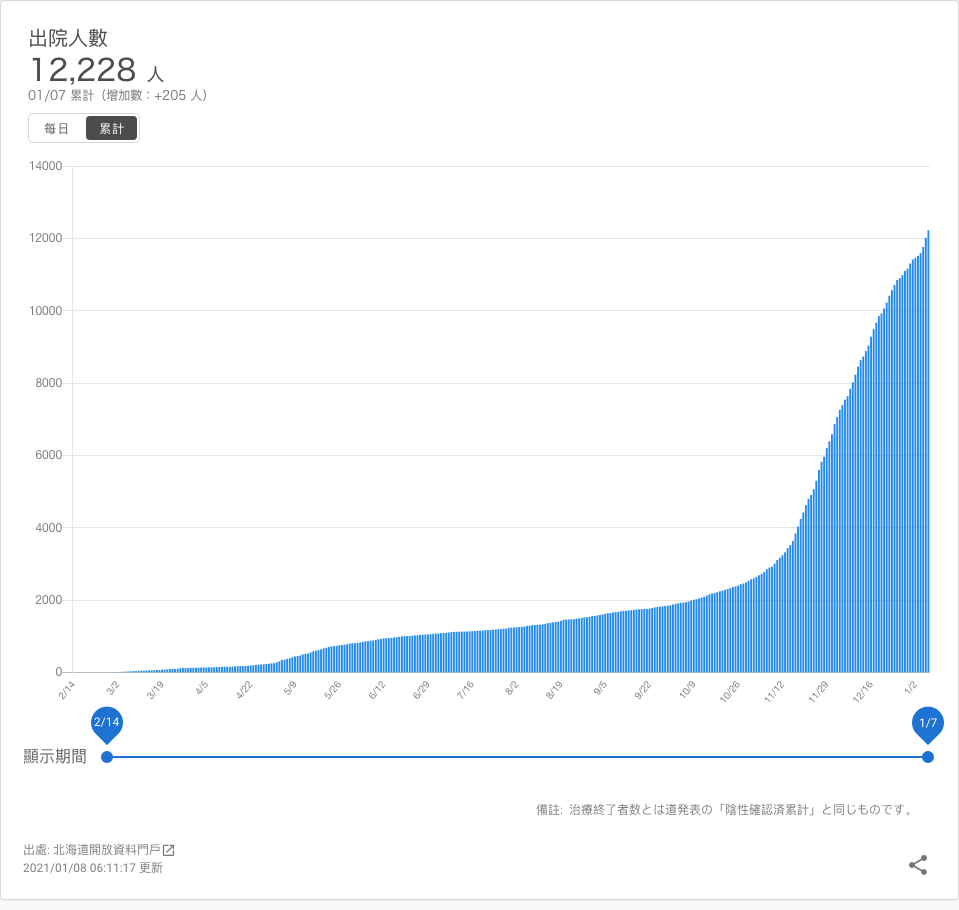 出院人數
12,228 人
01/07 累計（增加數：+205 人）
每日 累計
14000
12000
10000
8000
6000
4000
2000
0
2/14 3/2 3/19 4/5 4/22 5/9 5/26 6/12 6/29 7/16 8/2 8/19 9/5 9/22 10/9 10/26 11/12 11/29 12/16 1/2
2/14 1/7
顯示期間
備註: 治療終了者数とは道発表の「陰性確認済累計」と同じものです。
出處: 北海道開放資料門戶
2021/01/08 06:11:17 更新